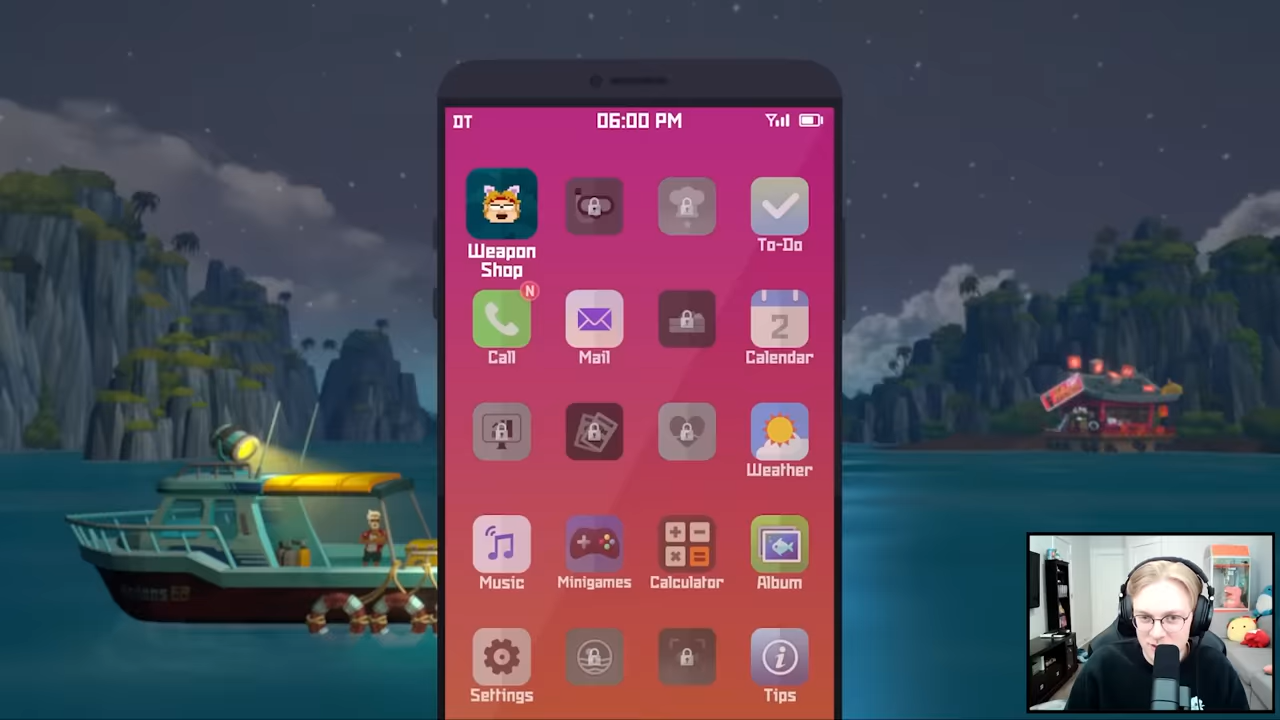 DT
06:00 PM
Weapon
Shop
To-Do
N
Call
Mail
2
Calendar
Weather
Music
Minigames
Calculator
Album
Settings
Tips